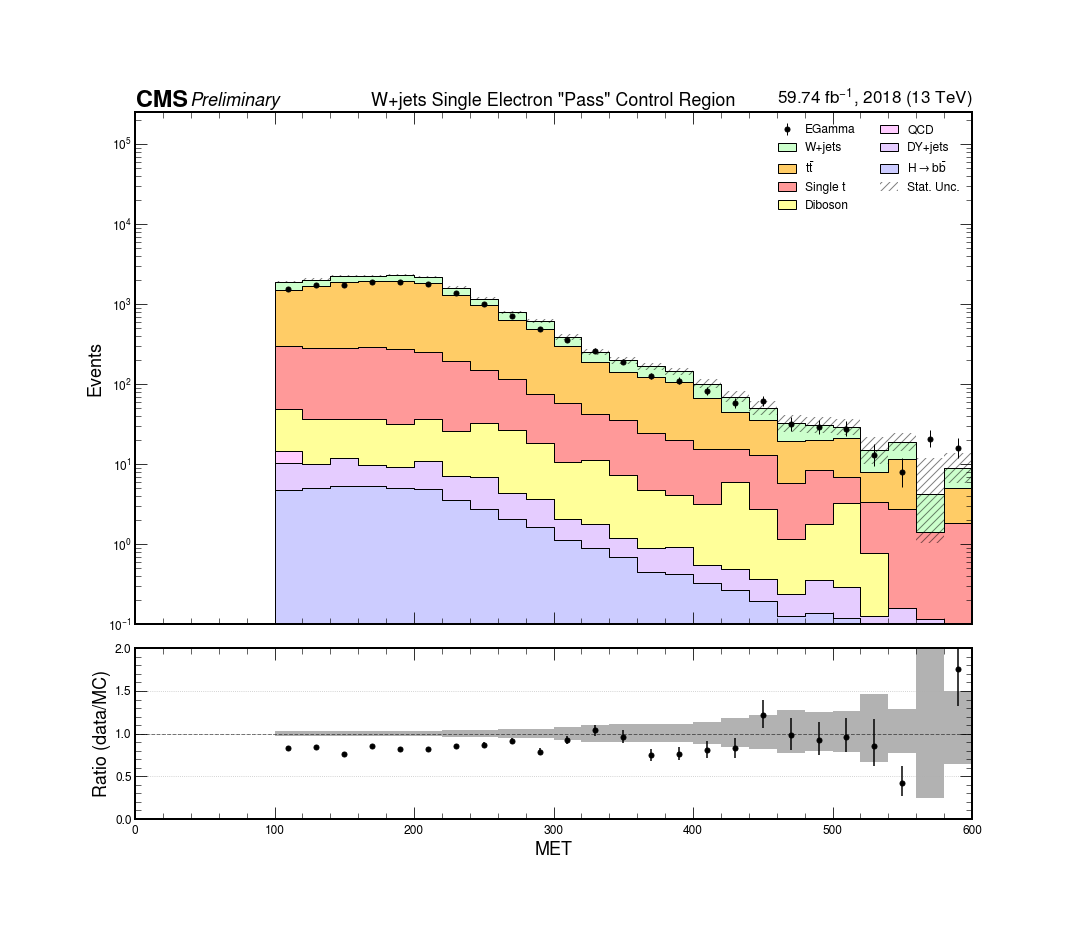 CMS Preliminary W+jets Single Electron "Pass" Control Region 59.74 fb⁻¹, 2018 (13 TeV)
EGamma QCD
W+jets DY+jets
tt̄ H→bb̄
Single t Stat. Unc.
Diboson
10⁵
10⁴
10³
10²
10¹
10⁰
10⁻¹
Events
2.0
1.5
1.0
0.5
0.0
Ratio (data/MC)
0 100 200 300 400 500 600
MET